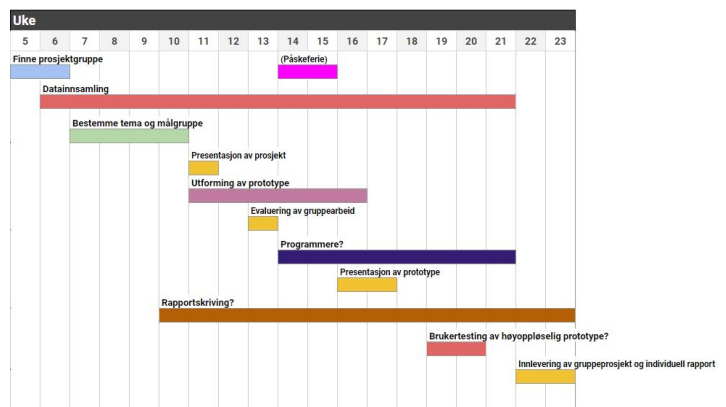 Uke
5 6 7 8 9 10 11 12 13 14 15 16 17 18 19 20 21 22 23
Finne prosjektgruppe (Påskeferie)
Datainnsamling
Bestemme tema og målgruppe
Presentasjon av prosjekt
Utforming av prototype
Evaluering av gruppearbeid
Programmere?
Presentasjon av prototype
Rapportskriving?
Brukertesting av høyoppløselig prototype?
Innlevering av gruppeprosjekt og individuell rapport